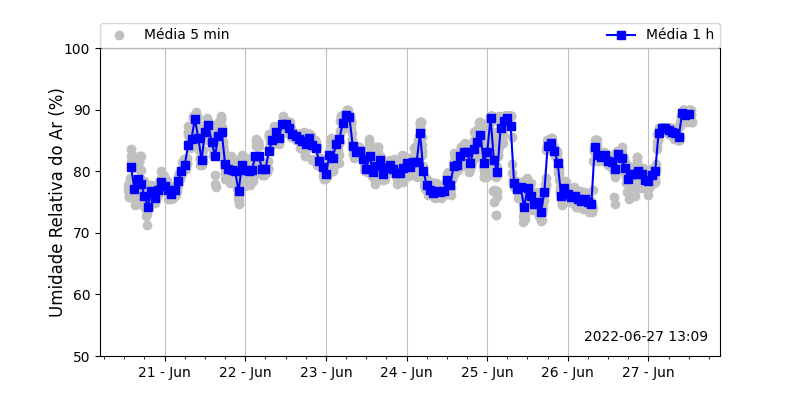 Média 5 min
Média 1 h
100
90
80
70
60
50
Umidade Relativa do Ar (%)
2022-06-27 13:09
21 - Jun
22 - Jun
23 - Jun
24 - Jun
25 - Jun
26 - Jun
27 - Jun